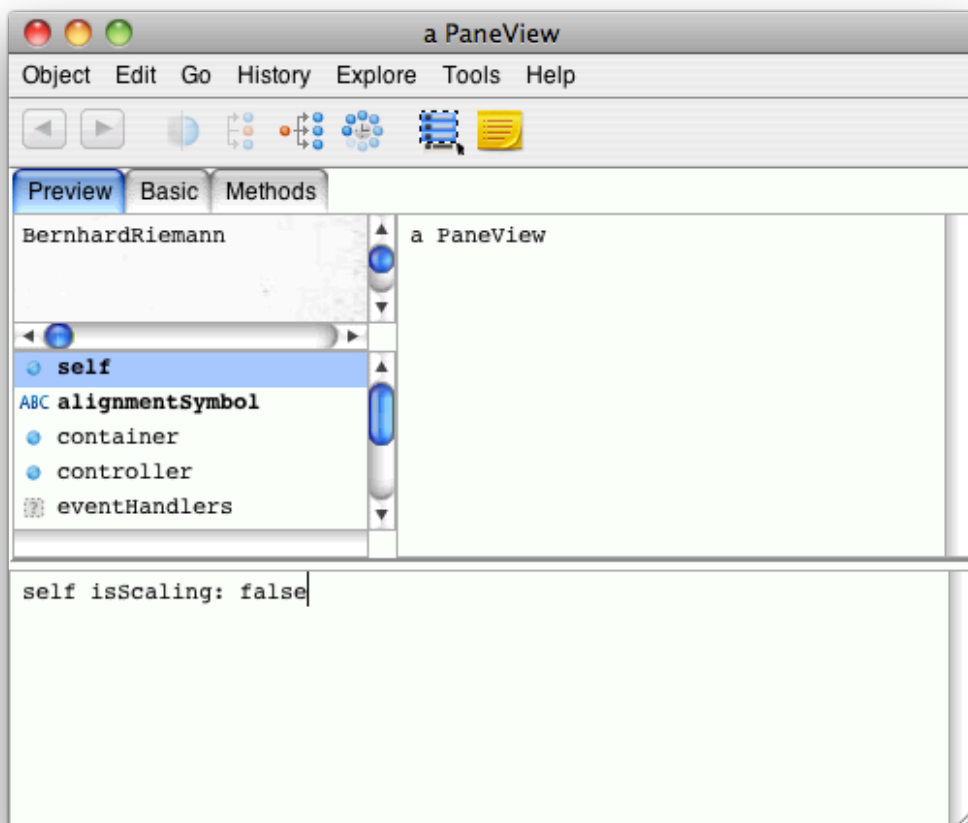 a PaneView
Object Edit Go History Explore Tools Help
Preview Basic Methods
BernhardRiemann
a PaneView
self
ABC alignmentSymbol
container
controller
? eventHandlers
self isScaling: false